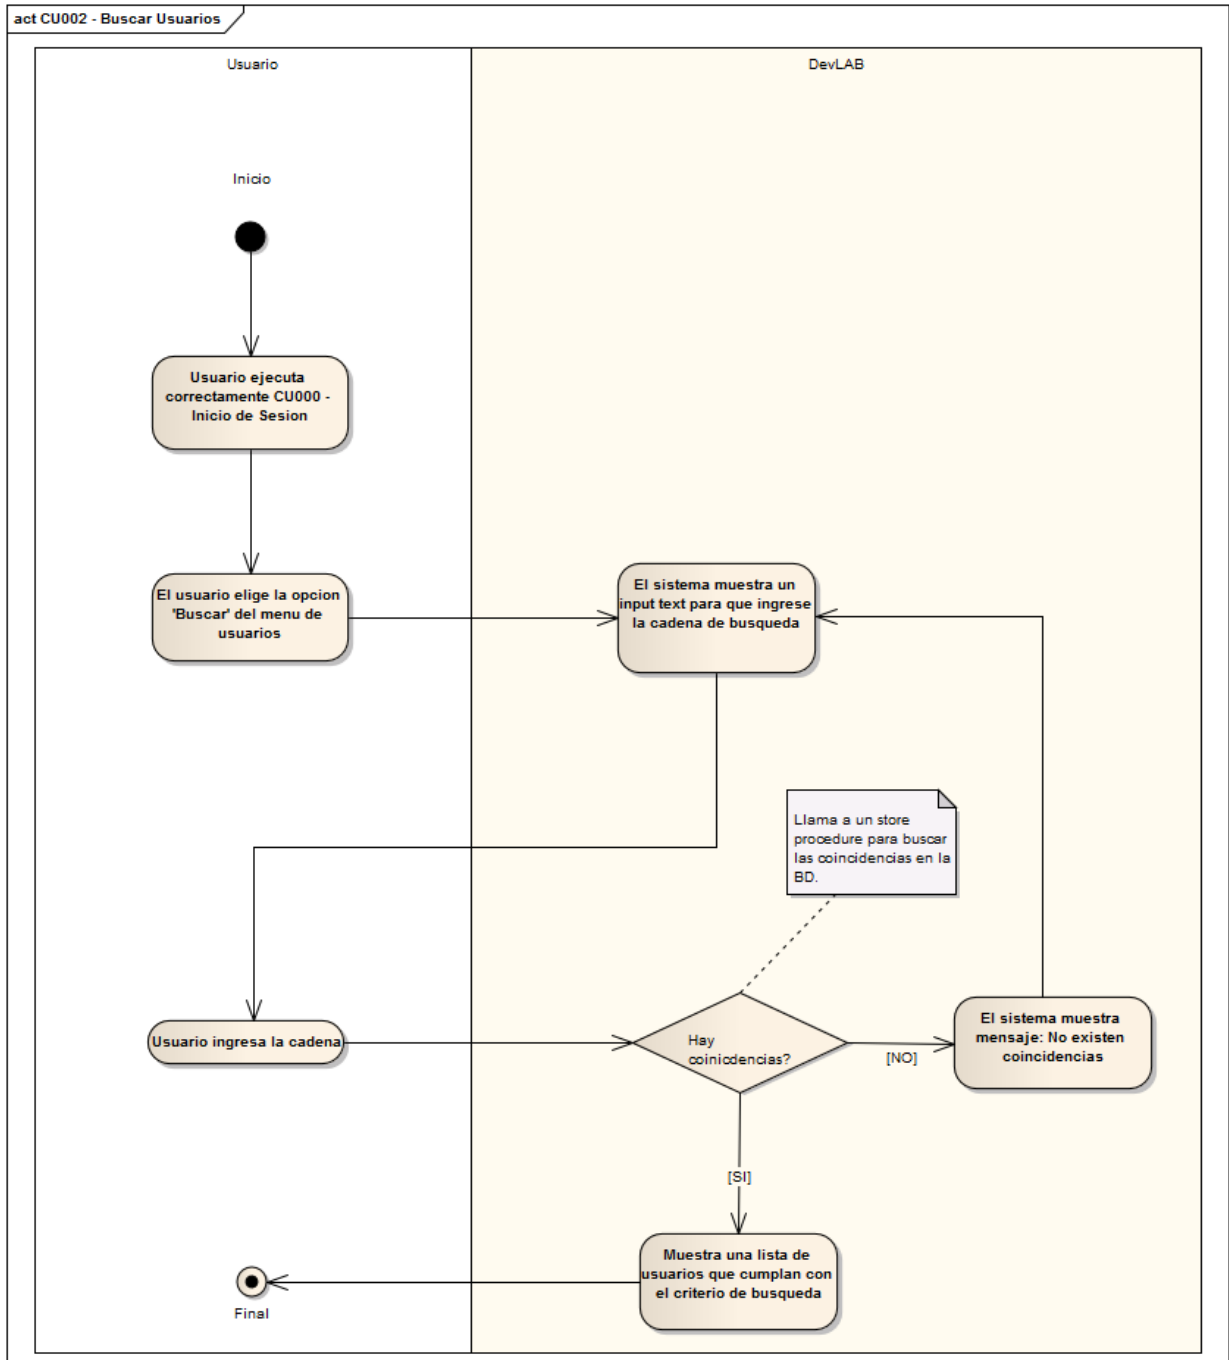 act CU002 - Buscar Usuarios
Usuario
DevLAB
Inicio
Usuario ejecuta
correctamente CU000 -
Inicio de Sesion
El usuario elige la opcion
'Buscar' del menu de
usuarios
El sistema muestra un
input text para que ingrese
la cadena de busqueda
Llama a un store
procedure para buscar
las coincidencias en la
BD.
Usuario ingresa la cadena
Hay
coinicdencias?
[NO]
El sistema muestra
mensaje: No existen
coincidencias
[SI]
Muestra una lista de
usuarios que cumplan con
el criterio de busqueda
Final